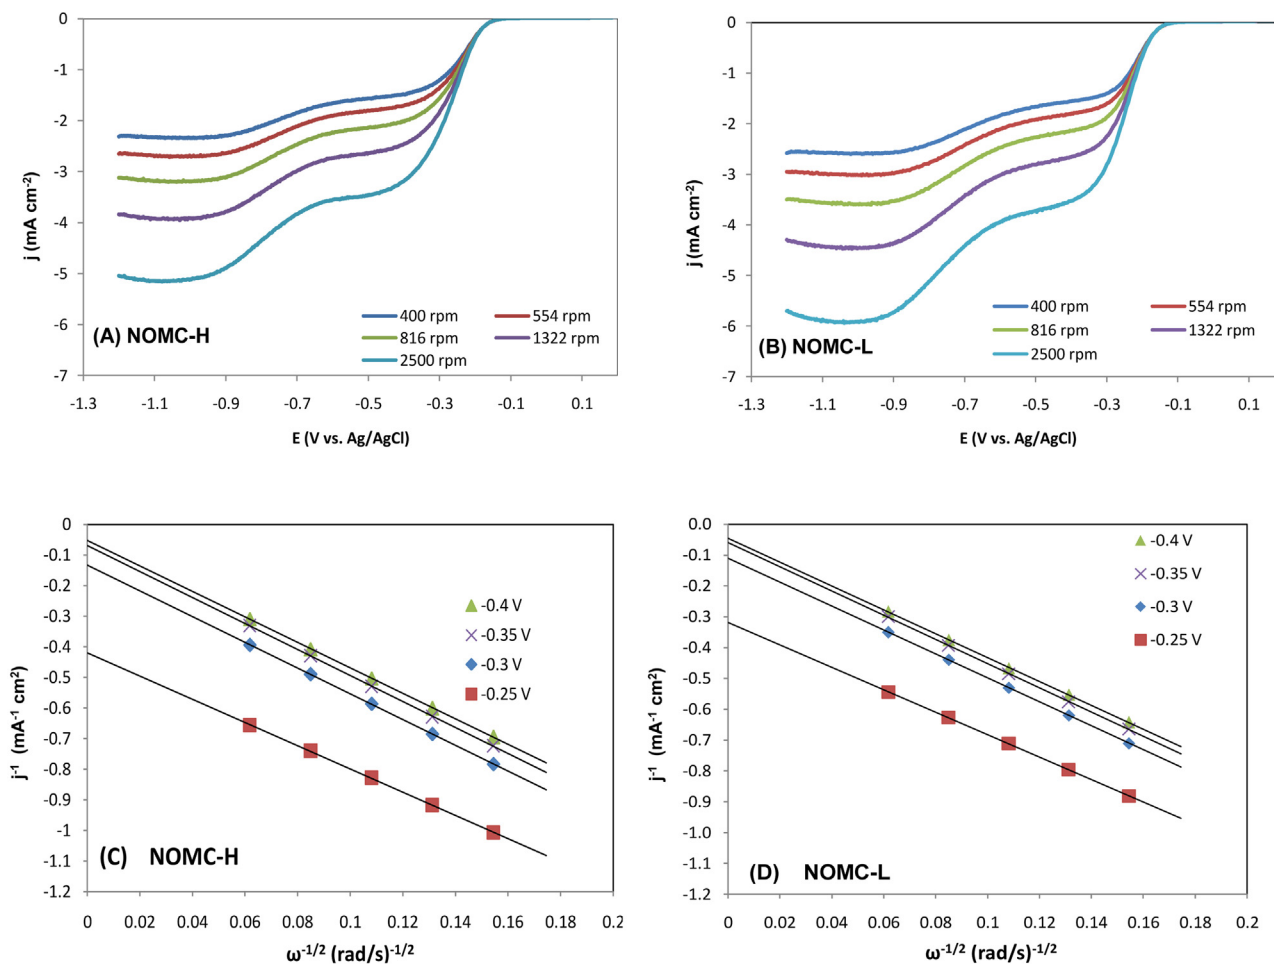 0
-1
-2
-3
-4
-5
-6
-7
j (mA cm-2)
-1.3 -1.1 -0.9 -0.7 -0.5 -0.3 -0.1 0.1
E (V vs. Ag/AgCl)
(A) NOMC-H
400 rpm 554 rpm
816 rpm 1322 rpm
2500 rpm
0
-1
-2
-3
-4
-5
-6
-7
j (mA cm-2)
-1.3 -1.1 -0.9 -0.7 -0.5 -0.3 -0.1 0.1
E (V vs. Ag/AgCl)
(B) NOMC-L
400 rpm 554 rpm
816 rpm 1322 rpm
2500 rpm
0
-0.1
-0.2
-0.3
-0.4
-0.5
-0.6
-0.7
-0.8
-0.9
-1
-1.1
-1.2
j-1 (mA-1 cm2)
-0.4 V
-0.35 V
-0.3 V
-0.25 V
(C) NOMC-H
0 0.02 0.04 0.06 0.08 0.1 0.12 0.14 0.16 0.18 0.2
ω-1/2 (rad/s)-1/2
0.0
-0.1
-0.2
-0.3
-0.4
-0.5
-0.6
-0.7
-0.8
-0.9
-1.0
-1.1
-1.2
j-1 (mA-1 cm2)
-0.4 V
-0.35 V
-0.3 V
-0.25 V
(D) NOMC-L
0 0.02 0.04 0.06 0.08 0.1 0.12 0.14 0.16 0.18 0.2
ω-1/2 (rad/s)-1/2